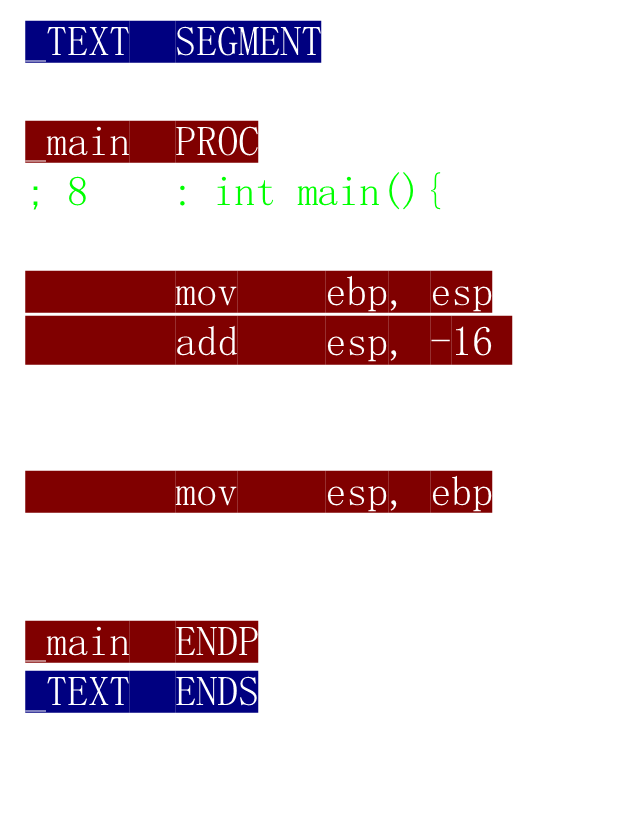 _TEXT SEGMENT
_main PROC
; 8 : int main(){
mov ebp, esp
add esp, -16
mov esp, ebp
_main ENDP
_TEXT ENDS